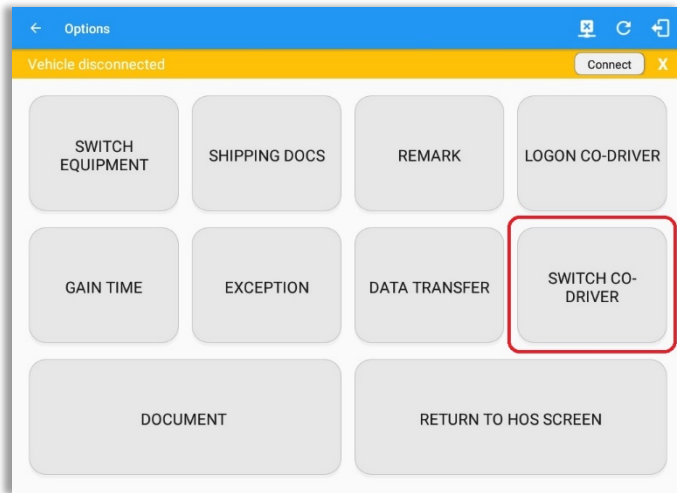 Options
Vehicle disconnected
Connect
X
SWITCH
EQUIPMENT
SHIPPING DOCS
REMARK
LOGON CO-DRIVER
GAIN TIME
EXCEPTION
DATA TRANSFER
SWITCH CO-
DRIVER
DOCUMENT
RETURN TO HOS SCREEN